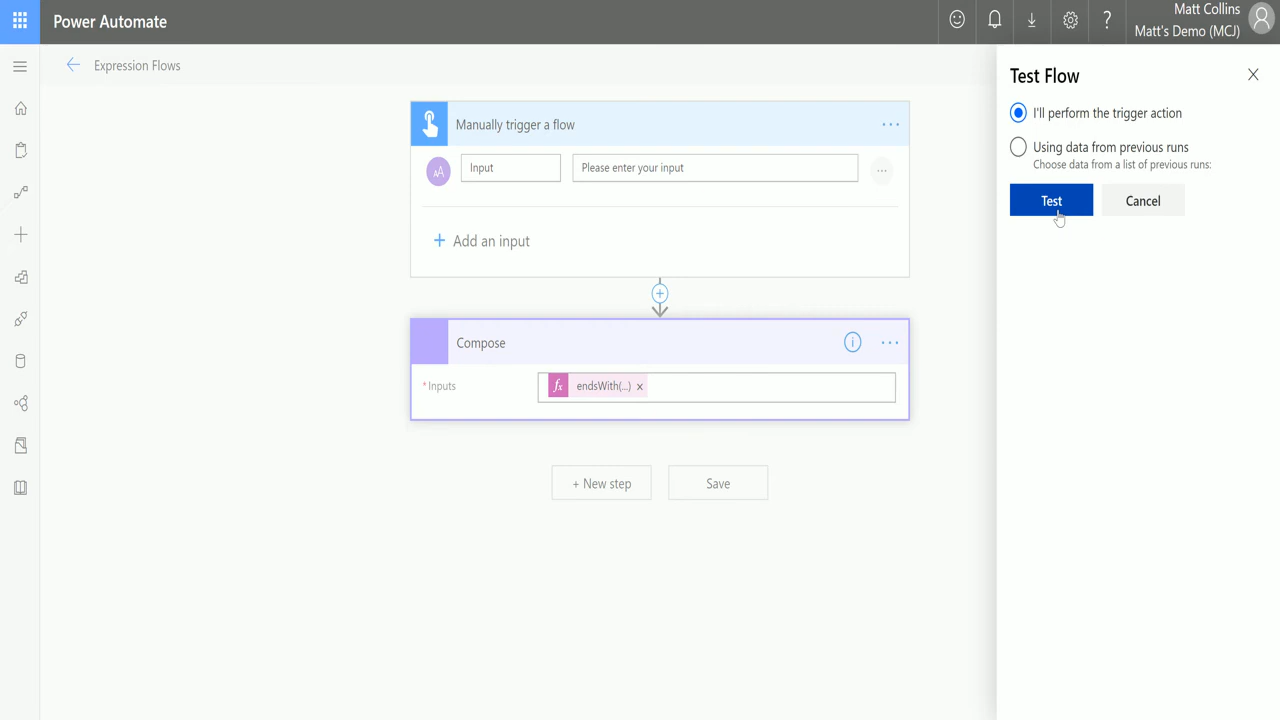 Power Automate
?
Matt Collins
Matt's Demo (MCJ)
Expression Flows
Manually trigger a flow
AA
Input
Please enter your input
+ Add an input
Compose
* Inputs
fx endsWith(...) x
+ New step
Save
Test Flow
I'll perform the trigger action
Using data from previous runs
Choose data from a list of previous runs:
Test
Cancel